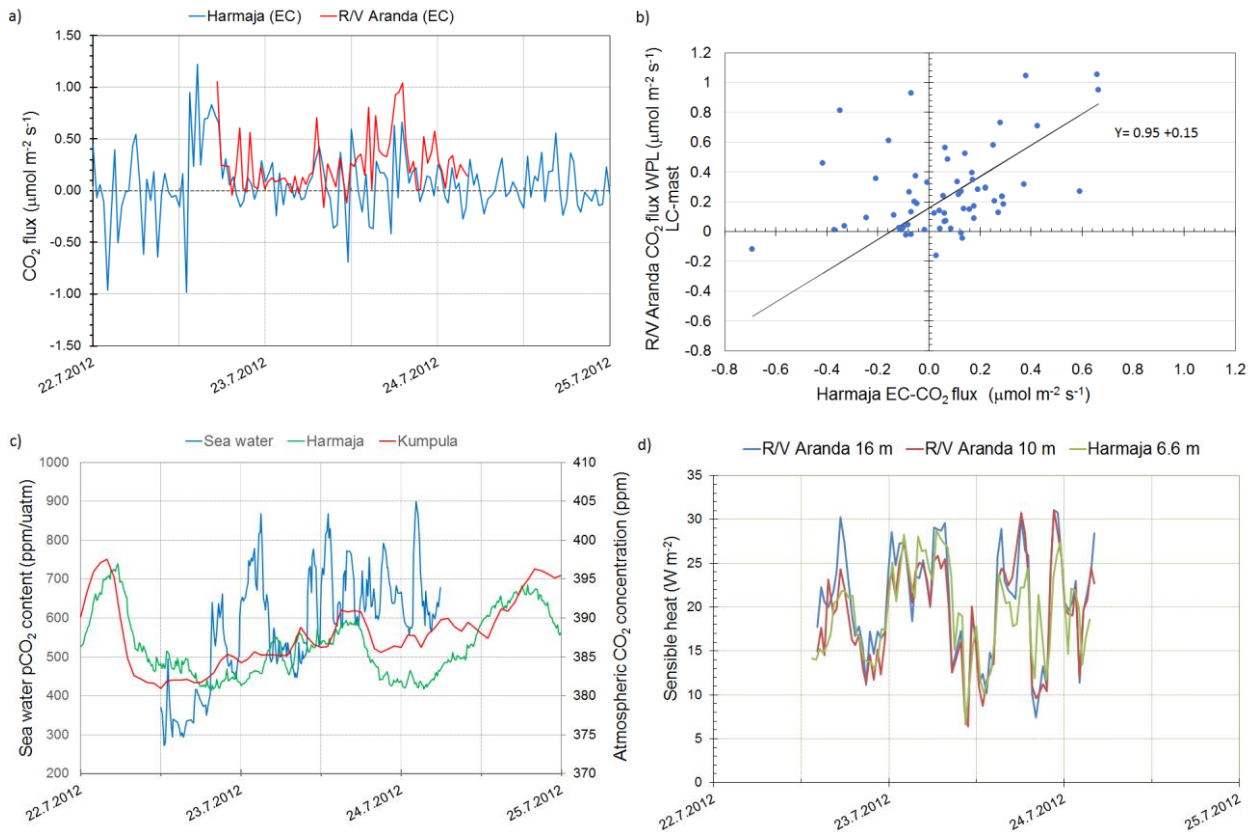 a)
Harmaja (EC) R/V Aranda (EC)
CO2 flux (μmol m−2 s−1)
1.50
1.00
0.50
0.00
-0.50
-1.00
-1.50
22.7.2012 23.7.2012 24.7.2012 25.7.2012
b)
R/V Aranda CO2 flux WPL (μmol m−2 s−1)
LC-mast
1.2
1
0.8
0.6
0.4
0.2
0
-0.2
-0.4
-0.6
-0.8
Y= 0.95 +0.15
-0.8 -0.6 -0.4 -0.2 0.0 0.2 0.4 0.6 0.8 1.0 1.2
Harmaja EC-CO2 flux (μmol m−2 s−1)
c)
Sea water Harmaja Kumpula
Sea water pCO2 content (ppm/uatm)
1000
900
800
700
600
500
400
300
200
410
405
400
395
390
385
380
375
370
Atmospheric CO2 concentration (ppm)
22.7.2012 23.7.2012 24.7.2012 25.7.2012
d)
R/V Aranda 16 m R/V Aranda 10 m Harmaja 6.6 m
Sensible heat (W m−2)
35
30
25
20
15
10
5
0
22.7.2012 23.7.2012 24.7.2012 25.7.2012